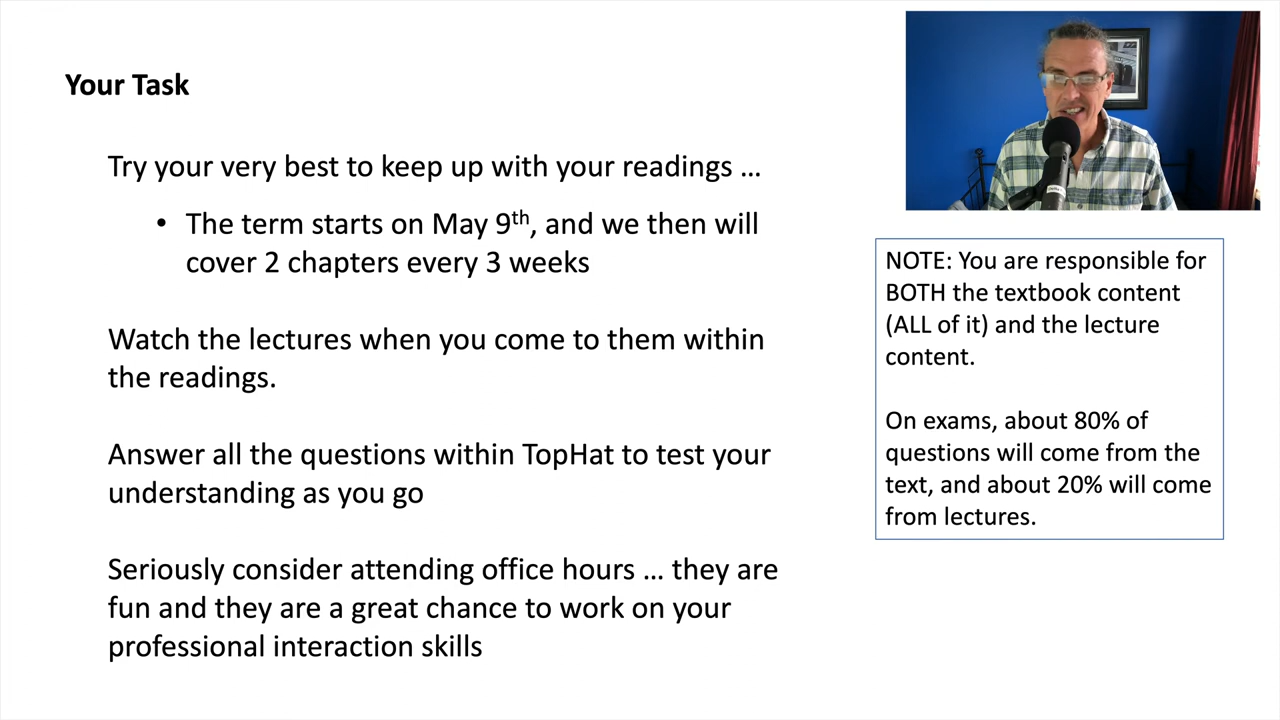 Your Task
Try your very best to keep up with your readings …
• The term starts on May 9th, and we then will
cover 2 chapters every 3 weeks
Watch the lectures when you come to them within
the readings.
Answer all the questions within TopHat to test your
understanding as you go
Seriously consider attending office hours … they are
fun and they are a great chance to work on your
professional interaction skills
NOTE: You are responsible for
BOTH the textbook content
(ALL of it) and the lecture
content.
On exams, about 80% of
questions will come from the
text, and about 20% will come
from lectures.